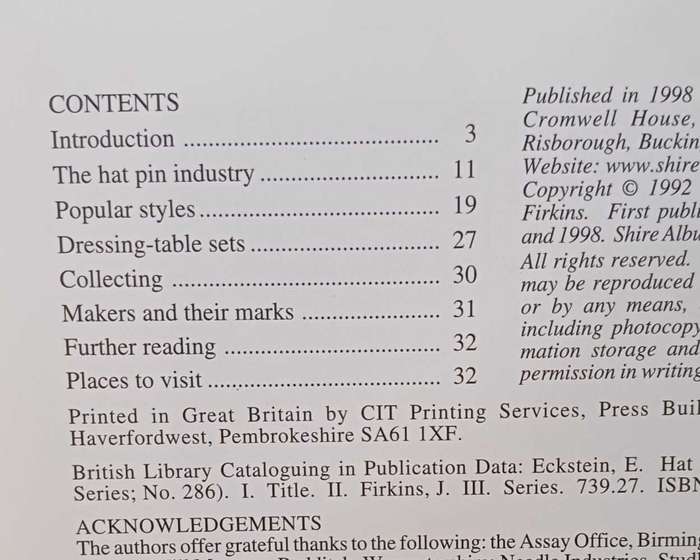 CONTENTS
Introduction ........................................ 3
The hat pin industry ............................ 11
Popular styles ...................................... 19
Dressing-table sets .............................. 27
Collecting .......................................... 30
Makers and their marks ...................... 31
Further reading .................................. 32
Places to visit ..................................... 32
Printed in Great Britain by CIT Printing Services, Press
Haverfordwest, Pembrokeshire SA61 1XF.
British Library Cataloguing in Publication Data: Eckstein, E. Hat
Series; No. 286). I. Title. II. Firkins, J. III. Series. 739.27. ISBN
ACKNOWLEDGEMENTS
The authors offer grateful thanks to the following: the Assay Office,
Published in 1998
Cromwell House,
Risborough,
Website: www.shire
Copyright © 1992
Firkins. First
and 1998. Shire
All rights reserved.
may be reproduced
or by any means,
including photocopy
mation storage and
permission in writing